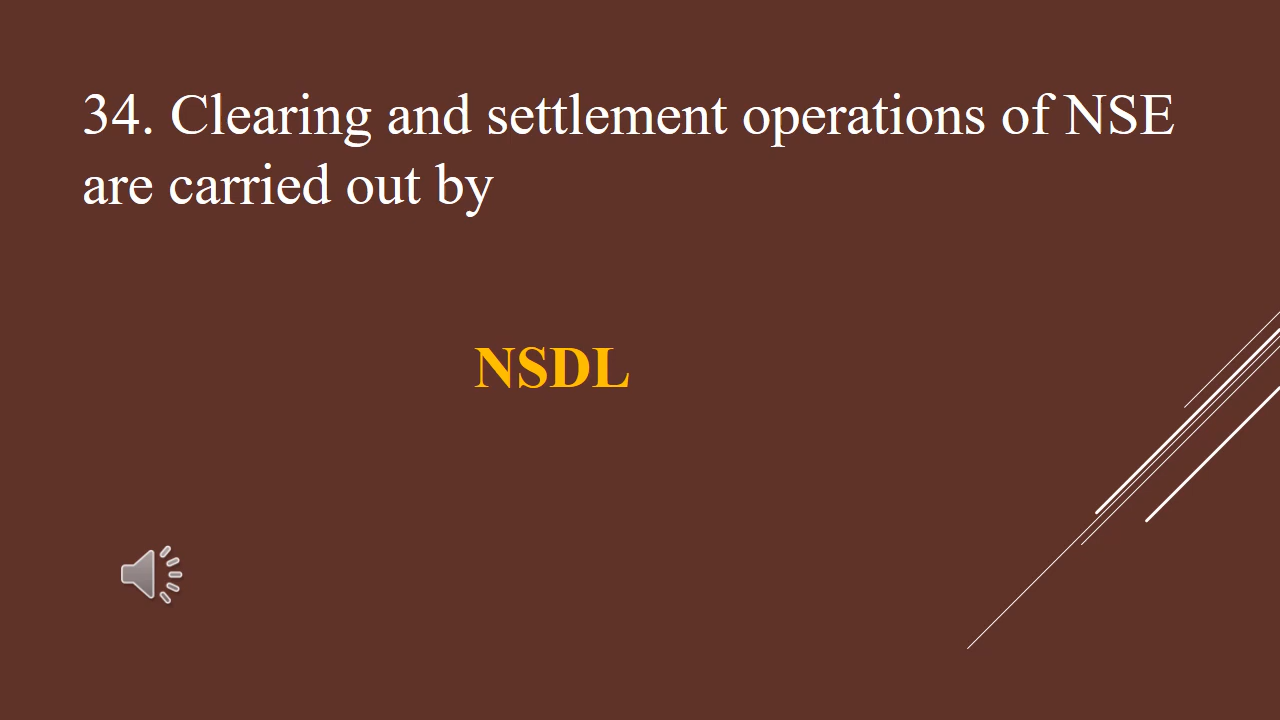 34. Clearing and settlement operations of NSE
are carried out by
NSDL